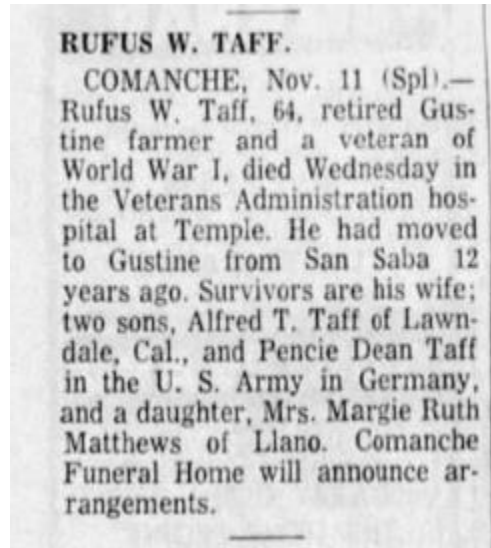 RUFUS W. TAFF.
COMANCHE, Nov. 11 (Spl).—
Rufus W. Taff, 64, retired Gus-
tine farmer and a veteran of
World War I, died Wednesday in
the Veterans Administration hos-
pital at Temple. He had moved
to Gustine from San Saba 12
years ago. Survivors are his wife;
two sons, Alfred T. Taff of Lawn-
dale, Cal., and Pencie Dean Taff
in the U. S. Army in Germany,
and a daughter, Mrs. Margie Ruth
Matthews of Llano. Comanche
Funeral Home will announce ar-
rangements.